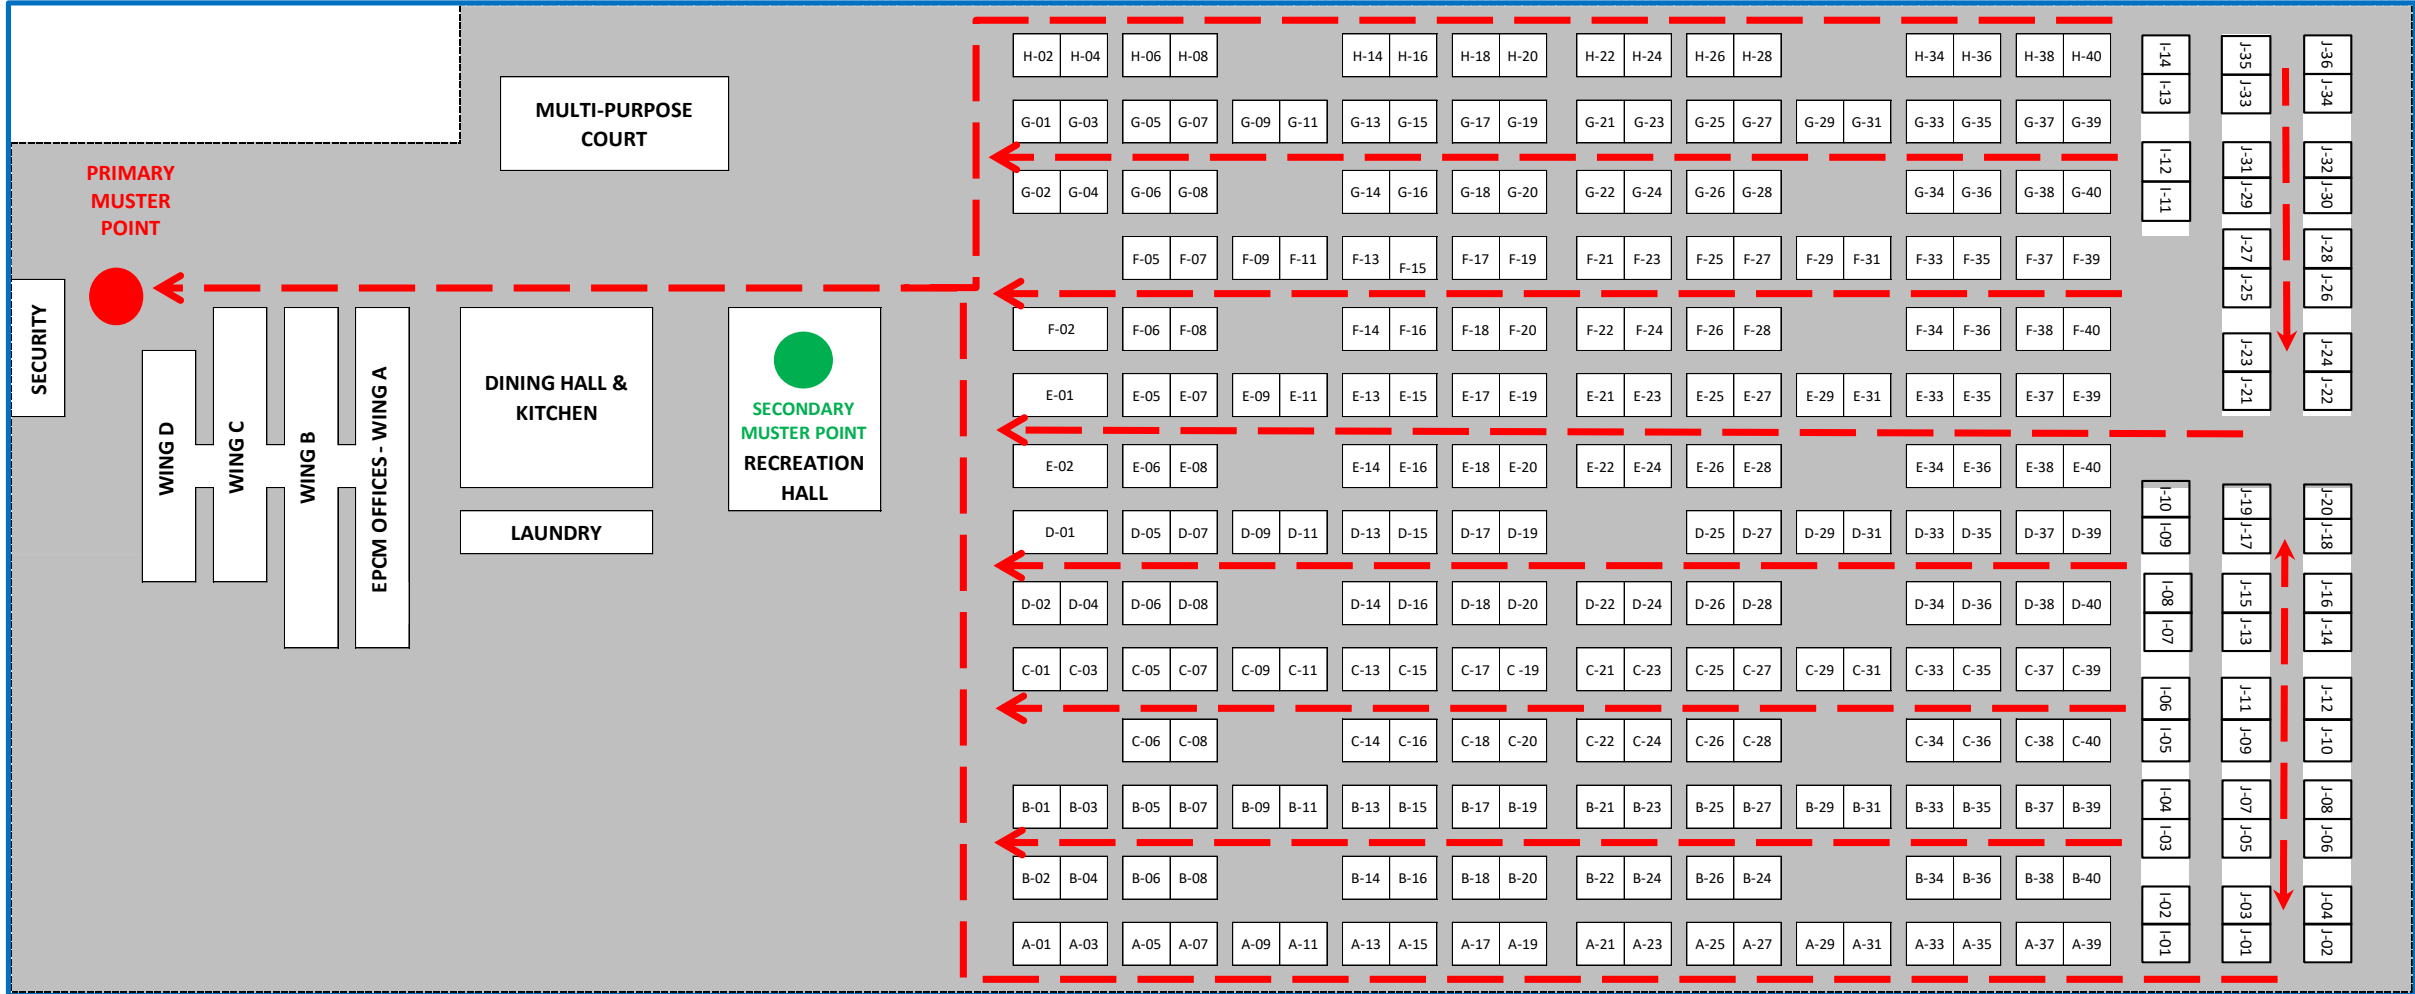 MULTI-PURPOSE
COURT
PRIMARY
MUSTER
POINT
SECURITY
WING D
WING C
WING B
EPCM OFFICES - WING A
DINING HALL &
KITCHEN
LAUNDRY
SECONDARY
MUSTER POINT
RECREATION
HALL
H-02 H-04 H-06 H-08 H-14 H-16 H-18 H-20 H-22 H-24 H-26 H-28 H-34 H-36 H-38 H-40
G-01 G-03 G-05 G-07 G-09 G-11 G-13 G-15 G-17 G-19 G-21 G-23 G-25 G-27 G-29 G-31 G-33 G-35 G-37 G-39
G-02 G-04 G-06 G-08 G-14 G-16 G-18 G-20 G-22 G-24 G-26 G-28 G-34 G-36 G-38 G-40
F-05 F-07 F-09 F-11 F-13 F-15 F-17 F-19 F-21 F-23 F-25 F-27 F-29 F-31 F-33 F-35 F-37 F-39
F-02 F-06 F-08 F-14 F-16 F-18 F-20 F-22 F-24 F-26 F-28 F-34 F-36 F-38 F-40
E-01 E-05 E-07 E-09 E-11 E-13 E-15 E-17 E-19 E-21 E-23 E-25 E-27 E-29 E-31 E-33 E-35 E-37 E-39
E-02 E-06 E-08 E-14 E-16 E-18 E-20 E-22 E-24 E-26 E-28 E-34 E-36 E-38 E-40
D-01 D-05 D-07 D-09 D-11 D-13 D-15 D-17 D-19 D-25 D-27 D-29 D-31 D-33 D-35 D-37 D-39
D-02 D-04 D-06 D-08 D-14 D-16 D-18 D-20 D-22 D-24 D-26 D-28 D-34 D-36 D-38 D-40
C-01 C-03 C-05 C-07 C-09 C-11 C-13 C-15 C-17 C -19 C-21 C-23 C-25 C-27 C-29 C-31 C-33 C-35 C-37 C-39
C-06 C-08 C-14 C-16 C-18 C-20 C-22 C-24 C-26 C-28 C-34 C-36 C-38 C-40
B-01 B-03 B-05 B-07 B-09 B-11 B-13 B-15 B-17 B-19 B-21 B-23 B-25 B-27 B-29 B-31 B-33 B-35 B-37 B-39
B-02 B-04 B-06 B-08 B-14 B-16 B-18 B-20 B-22 B-24 B-26 B-24 B-34 B-36 B-38 B-40
A-01 A-03 A-05 A-07 A-09 A-11 A-13 A-15 A-17 A-19 A-21 A-23 A-25 A-27 A-29 A-31 A-33 A-35 A-37 A-39
I-14 J-35 J-36
I-13 J-33 J-34
I-12 J-31 J-32
I-11 J-29 J-30
J-27 J-28
J-25 J-26
J-23 J-24
J-21 J-22
I-10 J-19 J-20
I-09 J-17 J-18
I-08 J-15 J-16
I-07 J-13 J-14
I-06 J-11 J-12
I-05 J-09 J-10
I-04 J-07 J-08
I-03 J-05 J-06
I-02 J-03 J-04
I-01 J-01 J-02